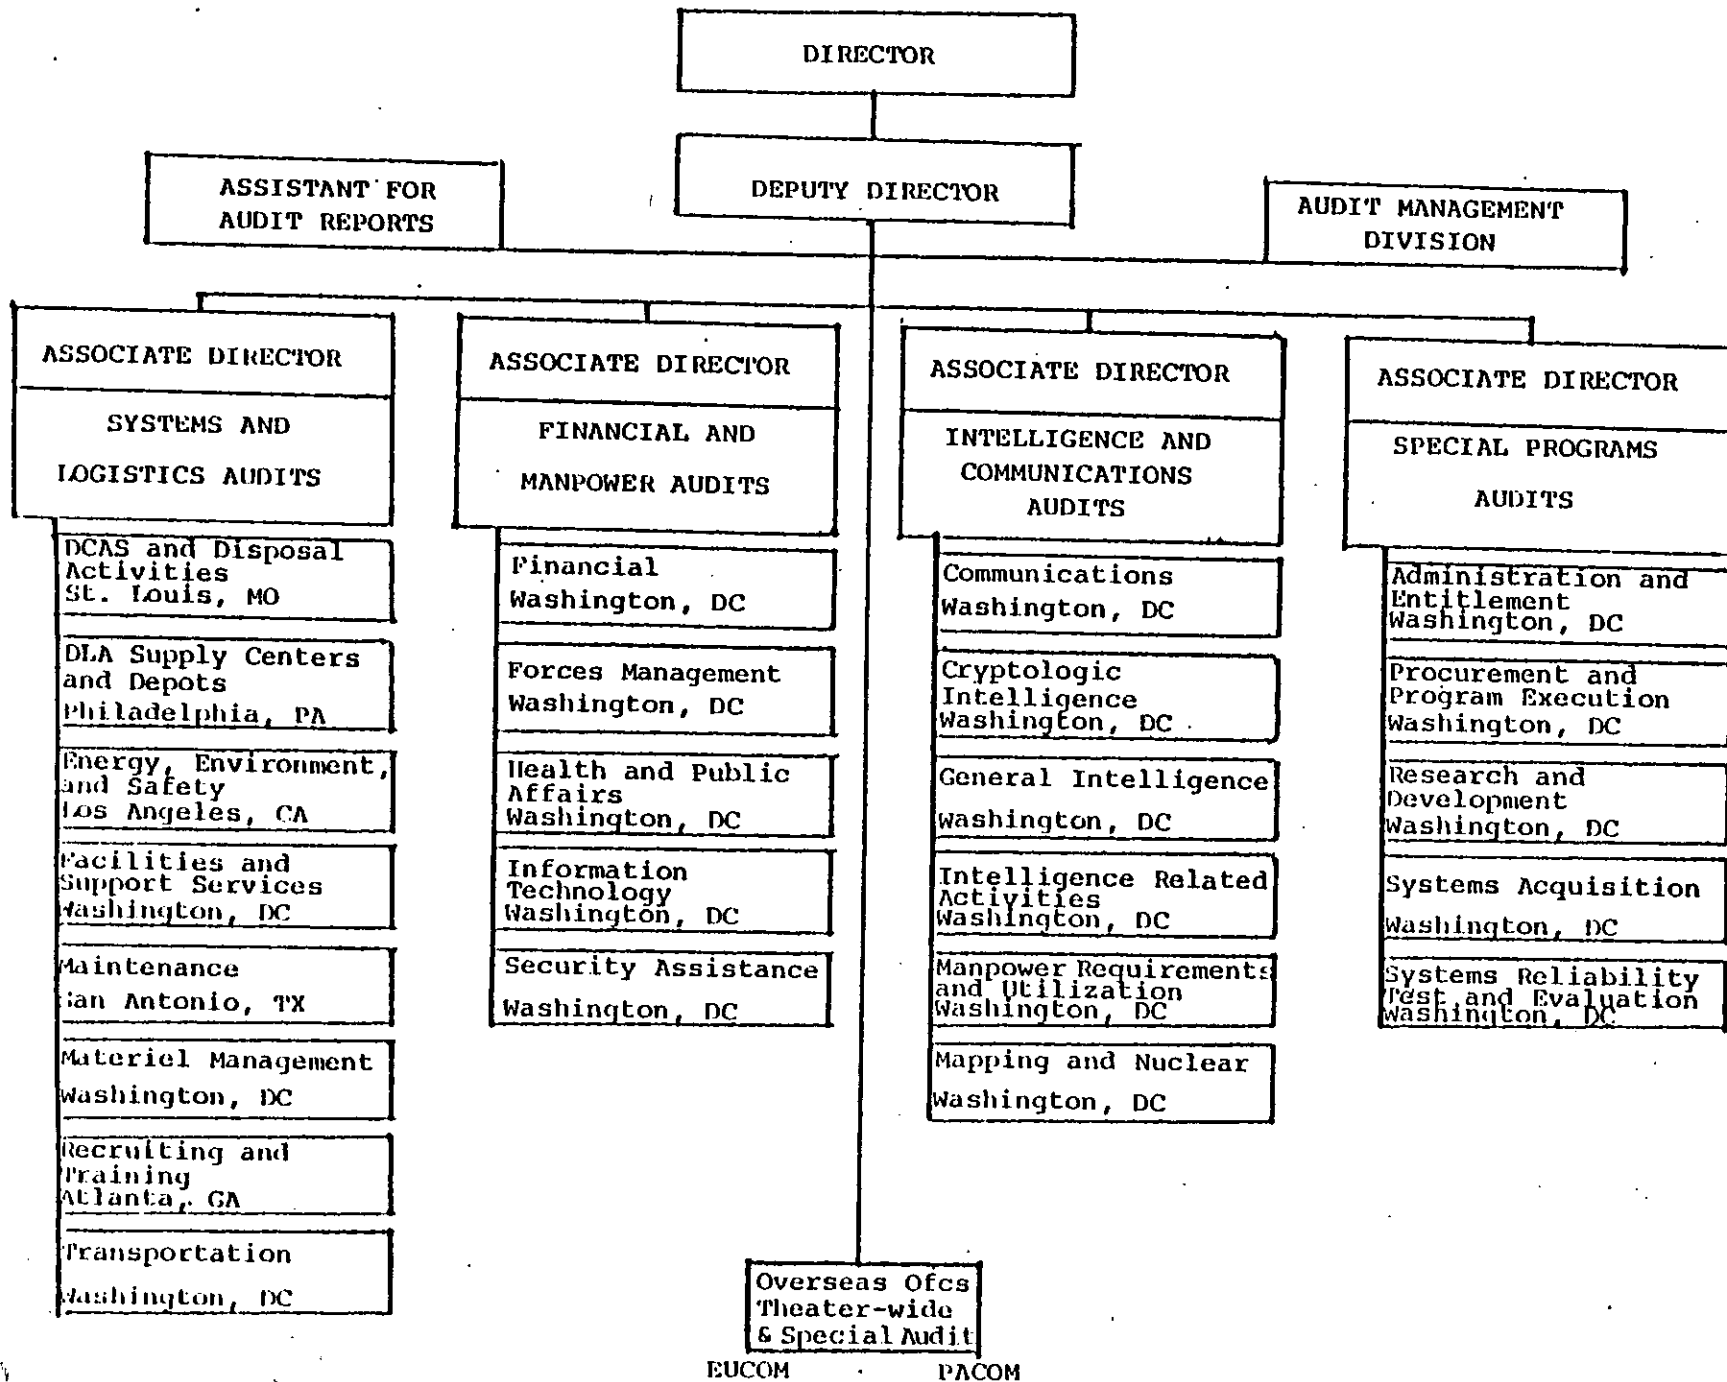 DIRECTOR
DEPUTY DIRECTOR
ASSISTANT FOR
AUDIT REPORTS
AUDIT MANAGEMENT
DIVISION
ASSOCIATE DIRECTOR
SYSTEMS AND
LOGISTICS AUDITS
DCAS and Disposal
Activities
St. Louis, MO
DLA Supply Centers
and Depots
Philadelphia, PA
Energy, Environment,
and Safety
Los Angeles, CA
Facilities and
Support Services
Washington, DC
Maintenance
San Antonio, TX
Materiel Management
Washington, DC
Recruiting and
Training
Atlanta, GA
Transportation
Washington, DC
ASSOCIATE DIRECTOR
FINANCIAL AND
MANPOWER AUDITS
Financial
Washington, DC
Forces Management
Washington, DC
Health and Public
Affairs
Washington, DC
Information
Technology
Washington, DC
Security Assistance
Washington, DC
ASSOCIATE DIRECTOR
INTELLIGENCE AND
COMMUNICATIONS
AUDITS
Communications
Washington, DC
Cryptologic
Intelligence
Washington, DC
General Intelligence
Washington, DC
Intelligence Related
Activities
Washington, DC
Manpower Requirements
and Utilization
Washington, DC
Mapping and Nuclear
Washington, DC
ASSOCIATE DIRECTOR
SPECIAL PROGRAMS
AUDITS
Administration and
Entitlement
Washington, DC
Procurement and
Program Execution
Washington, DC
Research and
Development
Washington, DC
Systems Acquisition
Washington, DC
Systems Reliability
Test and Evaluation
Washington, DC
Overseas Ofcs
Theater-wide
& Special Audit
EUCOM PACOM